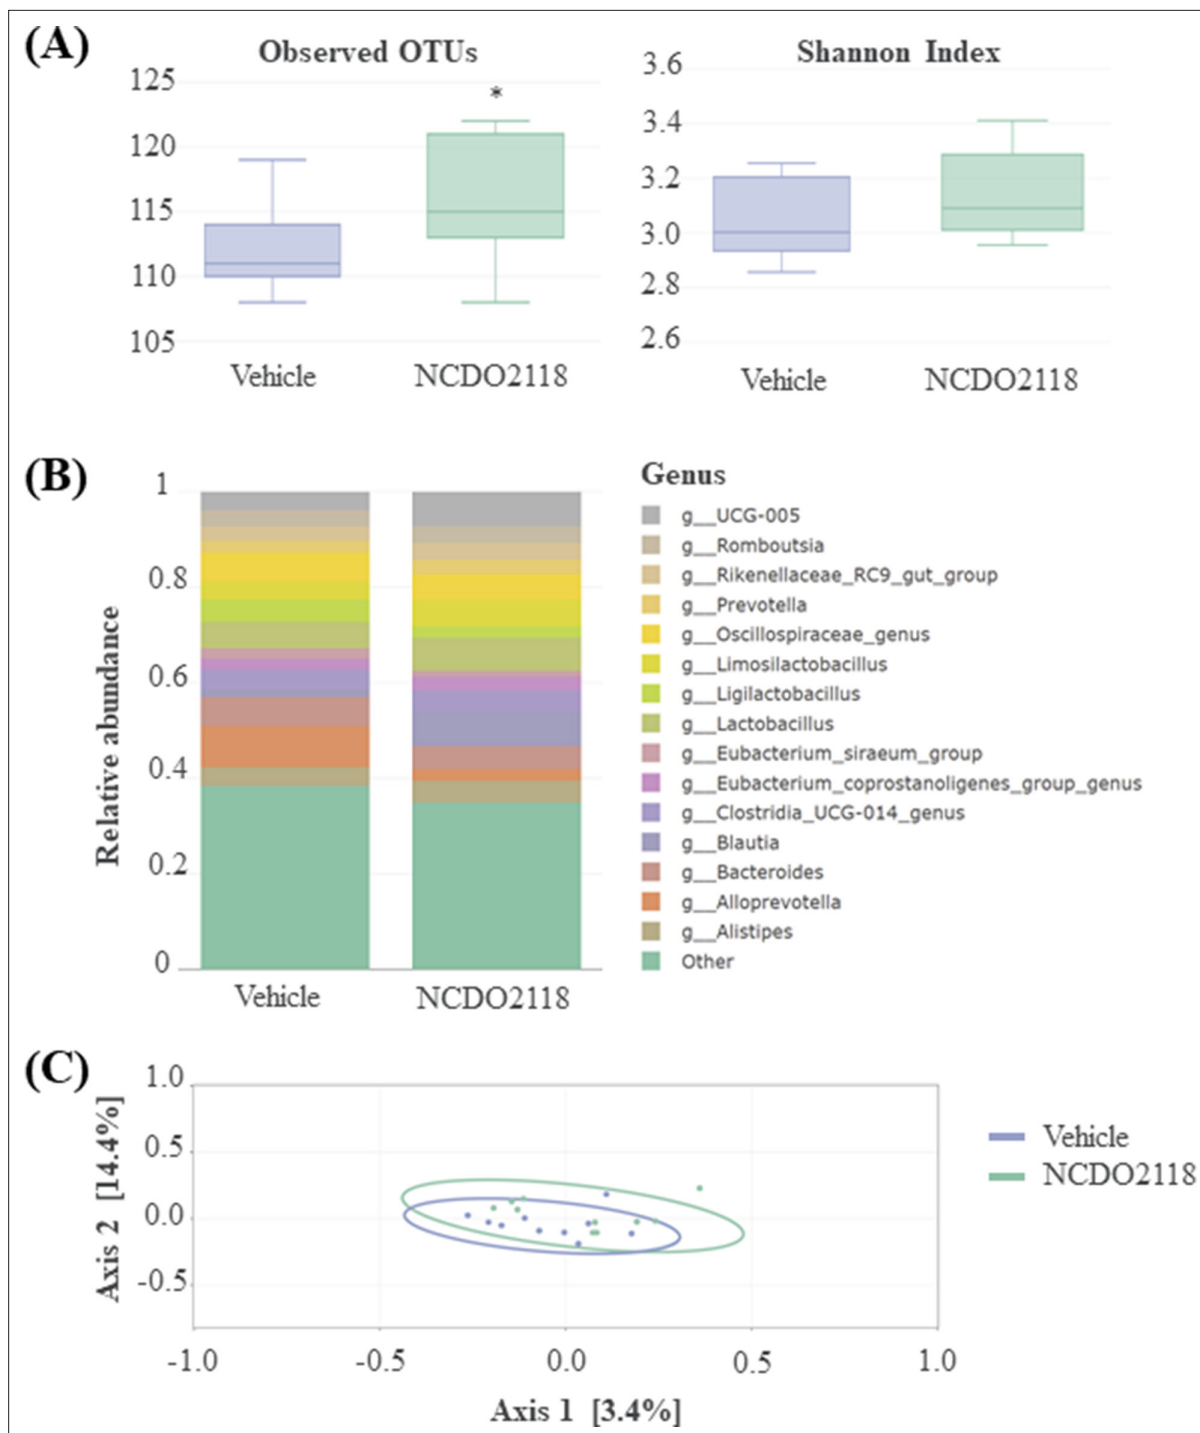 (A)
Observed OTUs
125
120
115
110
105
*
Vehicle
NCDO2118
Shannon Index
3.6
3.4
3.2
3.0
2.8
2.6
Vehicle
NCDO2118
(B)
Relative abundance
1
0.8
0.6
0.4
0.2
0
Vehicle
NCDO2118
Genus
g__UCG-005
g__Romboutsia
g__Rikenellaceae_RC9_gut_group
g__Prevotella
g__Oscillospiraceae_genus
g__Limosilactobacillus
g__Ligilactobacillus
g__Lactobacillus
g__Eubacterium_siraeum_group
g__Eubacterium_coprostanoligenes_group_genus
g__Clostridia_UCG-014_genus
g__Blautia
g__Bacteroides
g__Alloprevotella
g__Alistipes
Other
(C)
Axis 2 [14.4%]
1.0
0.5
0.0
-0.5
-1.0
-0.5
0.0
0.5
1.0
Axis 1 [3.4%]
Vehicle
NCDO2118